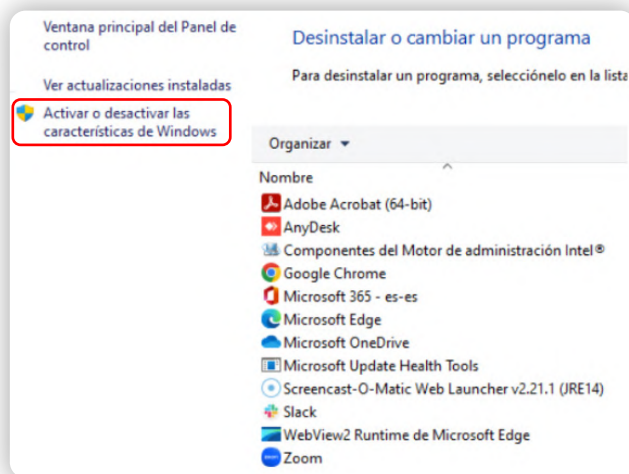 Ventana principal del Panel de
control
Ver actualizaciones instaladas
Activar o desactivar las
características de Windows
Desinstalar o cambiar un programa
Para desinstalar un programa, selecciónelo en la lista
Organizar
Nombre
Adobe Acrobat (64-bit)
AnyDesk
Componentes del Motor de administración Intel®
Google Chrome
Microsoft 365 - es-es
Microsoft Edge
Microsoft OneDrive
Microsoft Update Health Tools
Screencast-O-Matic Web Launcher v2.21.1 (JRE14)
Slack
WebView2 Runtime de Microsoft Edge
Zoom